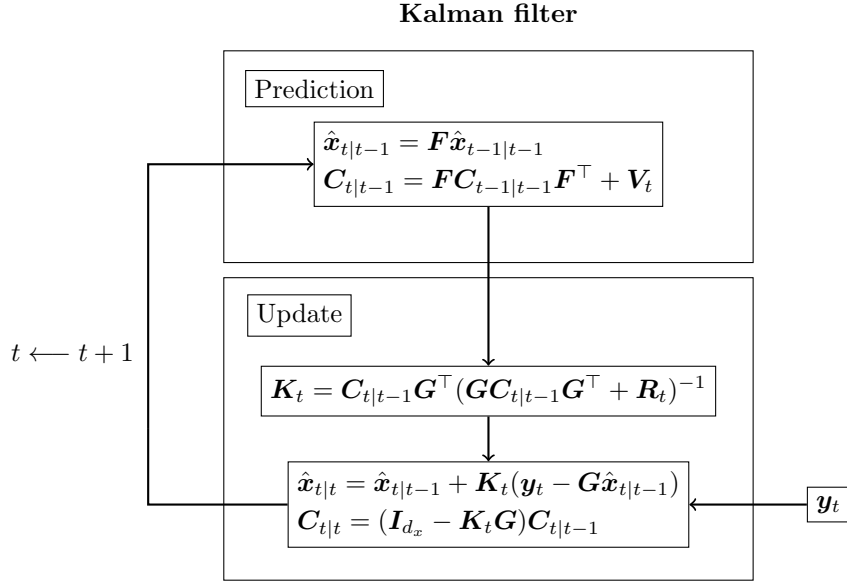 Kalman filter
Prediction
x̂_{t|t−1} = F x̂_{t−1|t−1}
C_{t|t−1} = F C_{t−1|t−1} F^⊤ + V_t
Update
t ⟵ t + 1
K_t = C_{t|t−1} G^⊤ (G C_{t|t−1} G^⊤ + R_t)^{−1}
x̂_{t|t} = x̂_{t|t−1} + K_t (y_t − G x̂_{t|t−1})
C_{t|t} = (I_{d_x} − K_t G) C_{t|t−1}
y_t